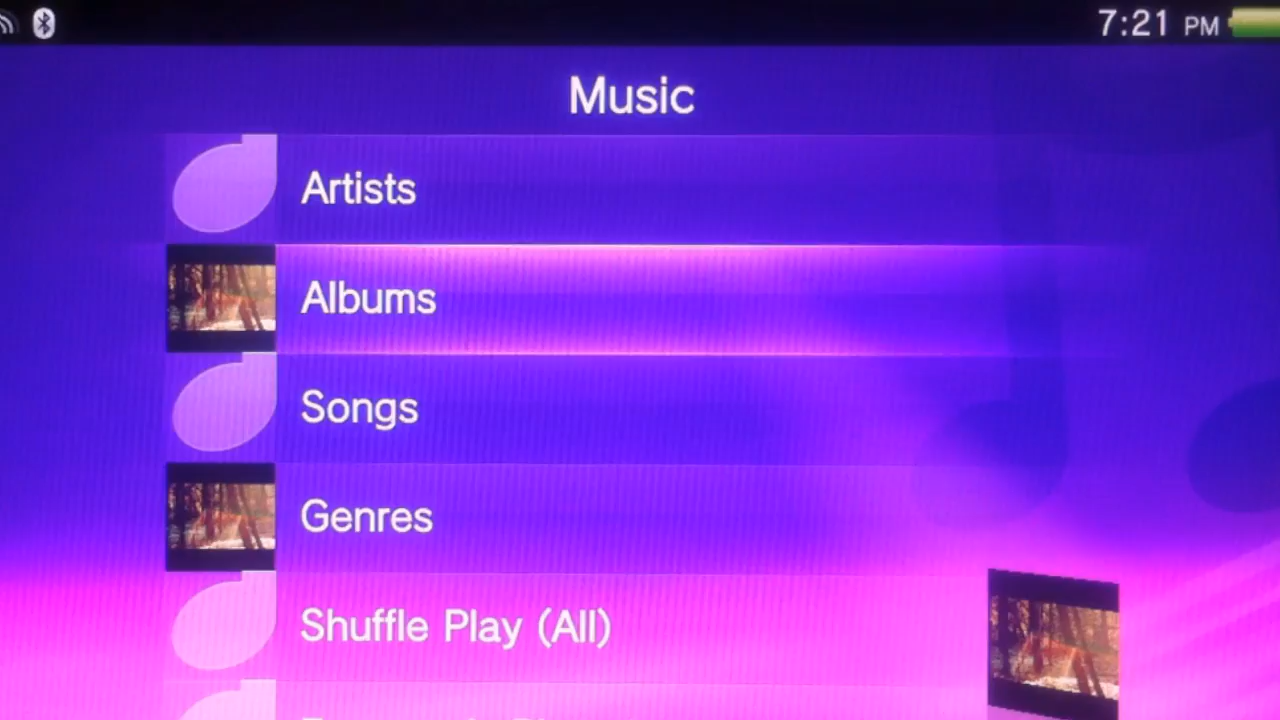 7:21 PM
Music
Artists
Albums
Songs
Genres
Shuffle Play (All)